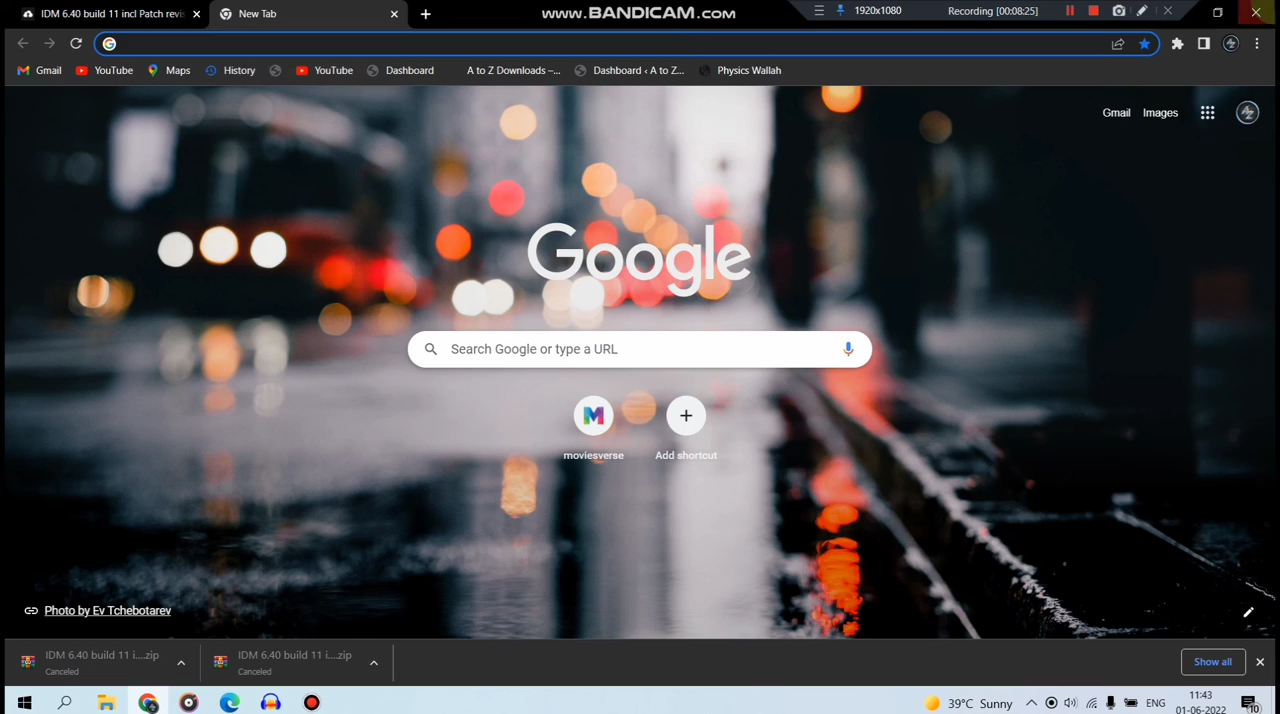 IDM 6.40 build 11 incl Patch revis
New Tab
www.BANDICAM.com
1920x1080
Recording [00:08:25]
Gmail
YouTube
Maps
History
YouTube
Dashboard
A to Z Downloads –...
Dashboard ‹ A to Z...
Physics Wallah
Gmail
Images
Google
Search Google or type a URL
moviesverse
Add shortcut
Photo by Ev Tchebotarev
IDM 6.40 build 11 i....zip
Canceled
IDM 6.40 build 11 i....zip
Canceled
Show all
39°C Sunny
ENG
11:43
01-06-2022
10